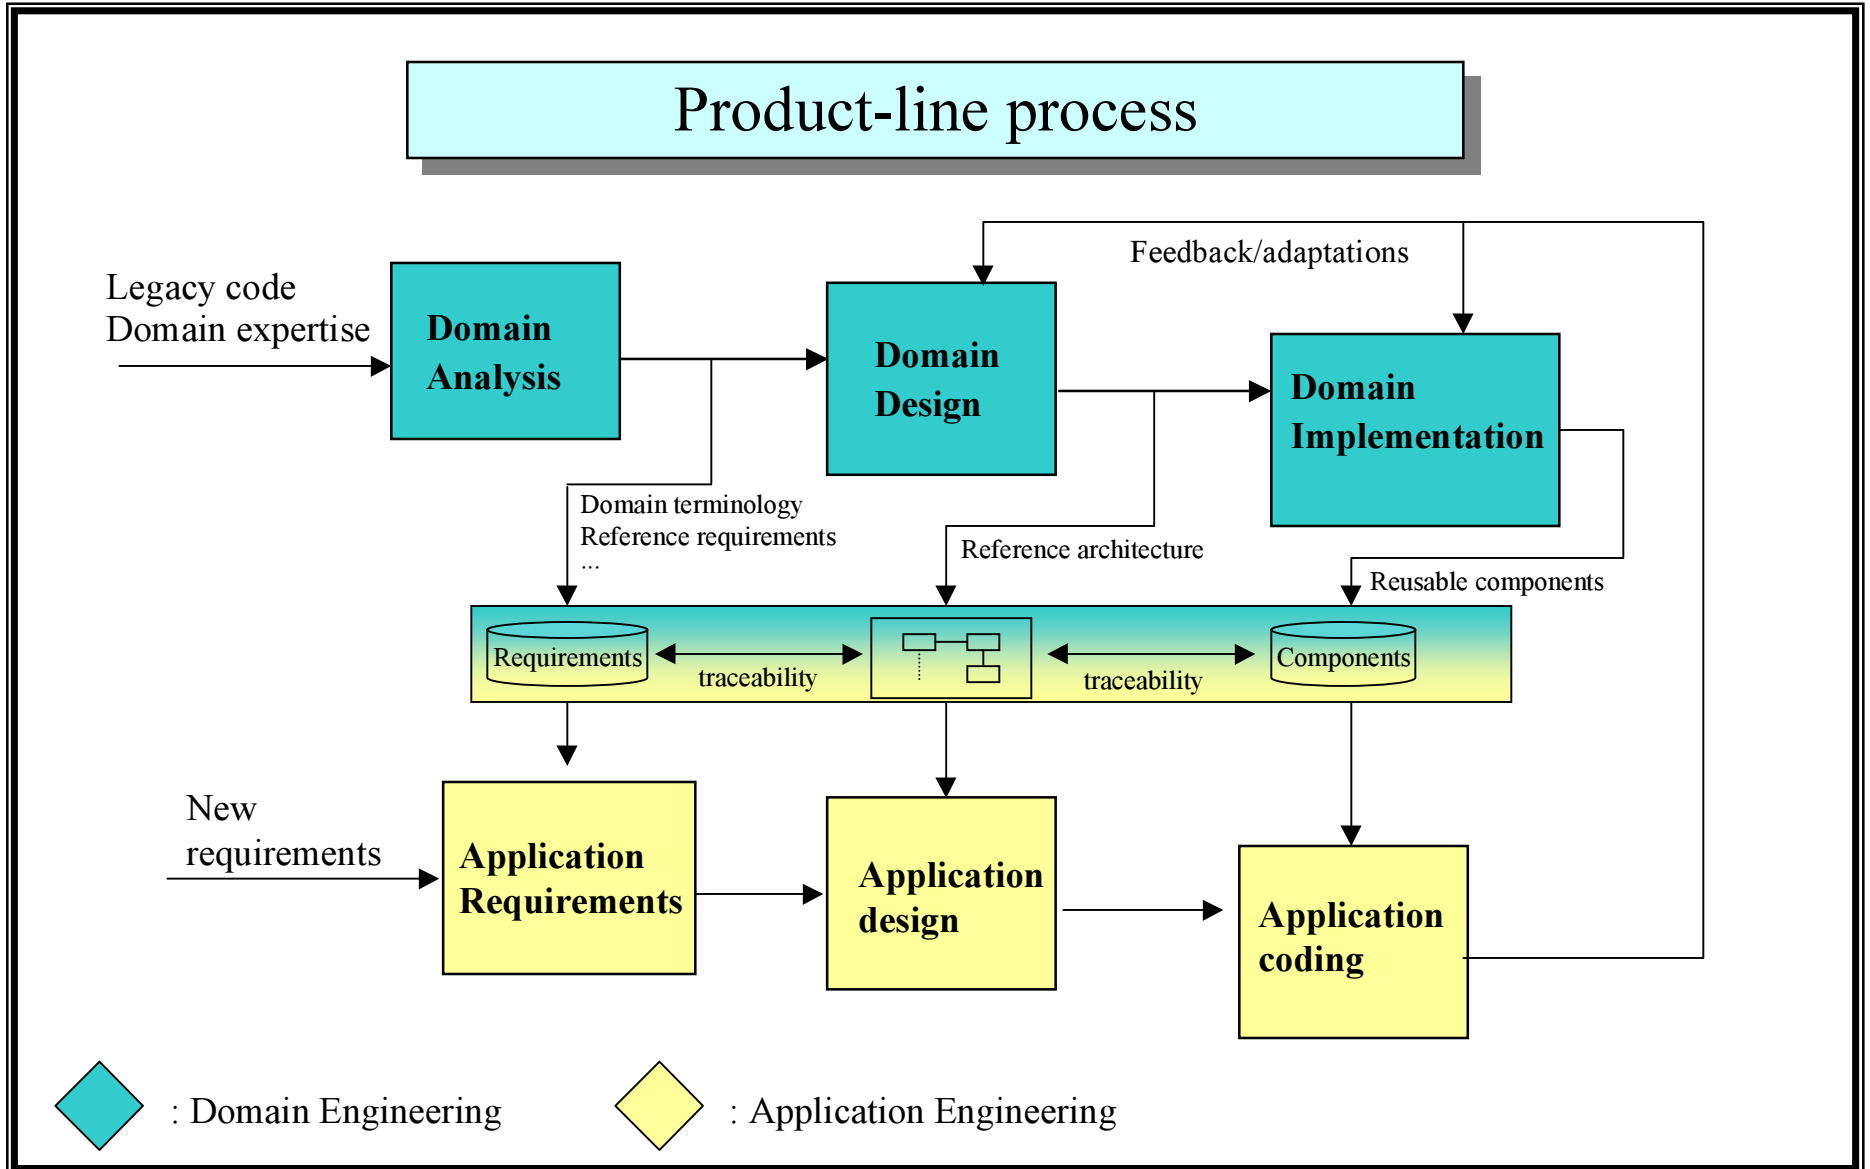 Product-line process
Feedback/adaptations
Legacy code
Domain expertise
Domain
Analysis
Domain
Design
Domain
Implementation
Domain terminology
Reference requirements
...
Reference architecture
Reusable components
Requirements
traceability
traceability
Components
New
requirements
Application
Requirements
Application
design
Application
coding
: Domain Engineering
: Application Engineering